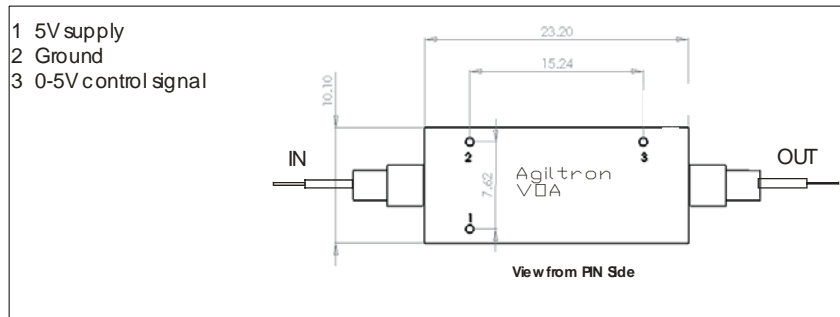 1 5V supply
2 Ground
3 0-5V control signal
23.20
15.24
10.10
IN
2
3
OUT
7.62
Agiltron
VOA
1
View from PIN Side